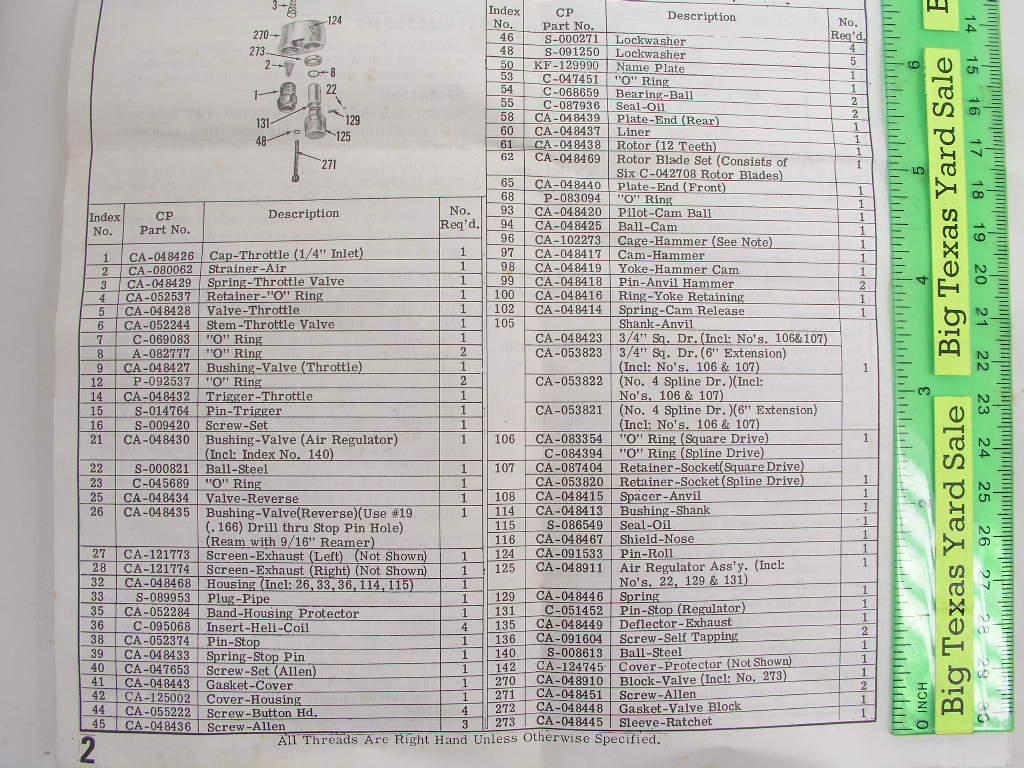 3
124
270
273
2
8
1
22
129
131
125
48
271
Index No. CP Part No. Description No. Req'd.
1 CA-048426 Cap-Throttle (1/4" Inlet) 1
2 CA-080062 Strainer-Air 1
3 CA-048429 Spring-Throttle Valve 1
4 CA-052537 Retainer-"O" Ring 1
5 CA-048428 Valve-Throttle 1
6 CA-052244 Stem-Throttle Valve 1
7 C-069083 "O" Ring 1
8 A-082777 "O" Ring 2
9 CA-048427 Bushing-Valve (Throttle) 1
12 P-092537 "O" Ring 2
14 CA-048432 Trigger-Throttle 1
15 S-014764 Pin-Trigger 1
16 S-009420 Screw-Set 1
21 CA-048430 Bushing-Valve (Air Regulator) 1
(Incl: Index No. 140)
22 S-000821 Ball-Steel 1
23 C-045689 "O" Ring 1
25 CA-048434 Valve-Reverse 1
26 CA-048435 Bushing-Valve(Reverse)(Use #19 1
(.166) Drill thru Stop Pin Hole)
(Ream with 9/16" Reamer)
27 CA-121773 Screen-Exhaust (Left) (Not Shown) 1
28 CA-121774 Screen-Exhaust (Right) (Not Shown) 1
32 CA-048468 Housing (Incl: 26, 33, 36, 114, 115) 1
33 S-089953 Plug-Pipe 1
35 CA-052284 Band-Housing Protector 1
36 C-095068 Insert-Heli-Coil 4
38 CA-052374 Pin-Stop 1
39 CA-048433 Spring-Stop Pin 1
40 CA-047653 Screw-Set (Allen) 1
41 CA-048443 Gasket-Cover 1
42 CA-125002 Cover-Housing 1
44 CA-055222 Screw-Button Hd. 4
45 CA-048436 Screw-Allen 3
Index No. CP Part No. Description No. Req'd.
46 S-000271 Lockwasher 4
48 S-091250 Lockwasher 5
50 KF-129990 Name Plate 1
53 C-047451 "O" Ring 1
54 C-068659 Bearing-Ball 2
55 C-087936 Seal-Oil 2
58 CA-048439 Plate-End (Rear) 1
60 CA-048437 Liner 1
61 CA-048438 Rotor (12 Teeth) 1
62 CA-048469 Rotor Blade Set (Consists of 1
Six C-042708 Rotor Blades)
65 CA-048440 Plate-End (Front) 1
68 P-083094 "O" Ring 1
93 CA-048420 Pilot-Cam Ball 1
94 CA-048425 Ball-Cam 1
96 CA-102273 Cage-Hammer (See Note) 1
97 CA-048417 Cam-Hammer 1
98 CA-048419 Yoke-Hammer Cam 1
99 CA-048418 Pin-Anvil Hammer 2
100 CA-048416 Ring-Yoke Retaining 1
102 CA-048414 Spring-Cam Release 1
105 Shank-Anvil
CA-048423 3/4" Sq. Dr. (Incl: No's. 106&107)
CA-053823 3/4" Sq. Dr. (6" Extension)
(Incl: No's. 106 & 107) 1
CA-053822 (No. 4 Spline Dr.)(Incl:
No's. 106 & 107)
CA-053821 (No. 4 Spline Dr.)(6" Extension)
(Incl: No's. 106 & 107)
106 CA-083354 "O" Ring (Square Drive) 1
C-084394 "O" Ring (Spline Drive)
107 CA-087404 Retainer-Socket(Square Drive)
CA-053820 Retainer-Socket(Spline Drive) 1
108 CA-048415 Spacer-Anvil 1
114 CA-048413 Bushing-Shank 1
115 S-086549 Seal-Oil 1
116 CA-048467 Shield-Nose 1
124 CA-091533 Pin-Roll 1
125 CA-048911 Air Regulator Ass'y. (Incl: 1
No's. 22, 129 & 131)
129 CA-048446 Spring 1
131 C-051452 Pin-Stop (Regulator) 1
135 CA-048449 Deflector-Exhaust 1
136 CA-091604 Screw-Self Tapping 2
140 S-008613 Ball-Steel 1
142 CA-124745 Cover-Protector (Not Shown) 1
270 CA-048910 Block-Valve (Incl: No. 273) 1
271 CA-048451 Screw-Allen 2
272 CA-048448 Gasket-Valve Block 1
273 CA-048445 Sleeve-Ratchet 1
2
All Threads Are Right Hand Unless Otherwise Specified.
Big Texas Yard Sale
Big Texas Yard Sale
B
0 INCH 2 3 4 5 6
14 15 16 17 18 19 20 21 22 23 24 25 26 27 28 29 30